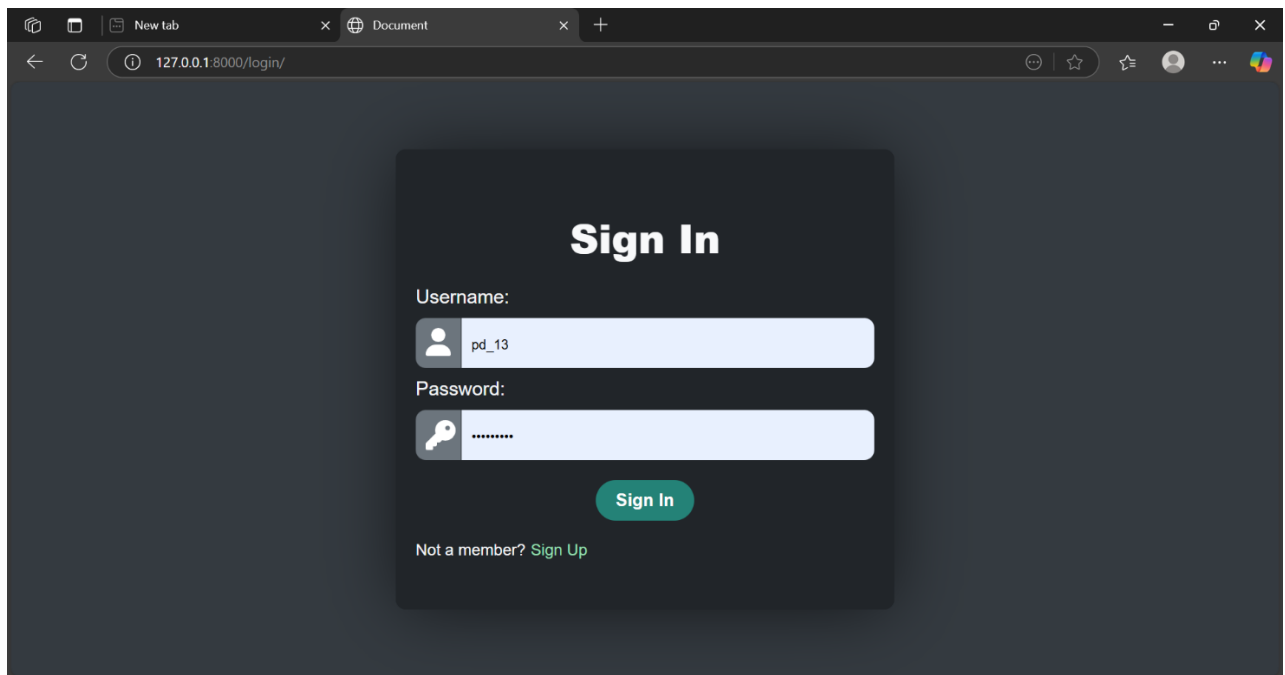 New tab
Document
127.0.0.1:8000/login/
Sign In
Username:
pd_13
Password:
•••••••••
Sign In
Not a member? Sign Up